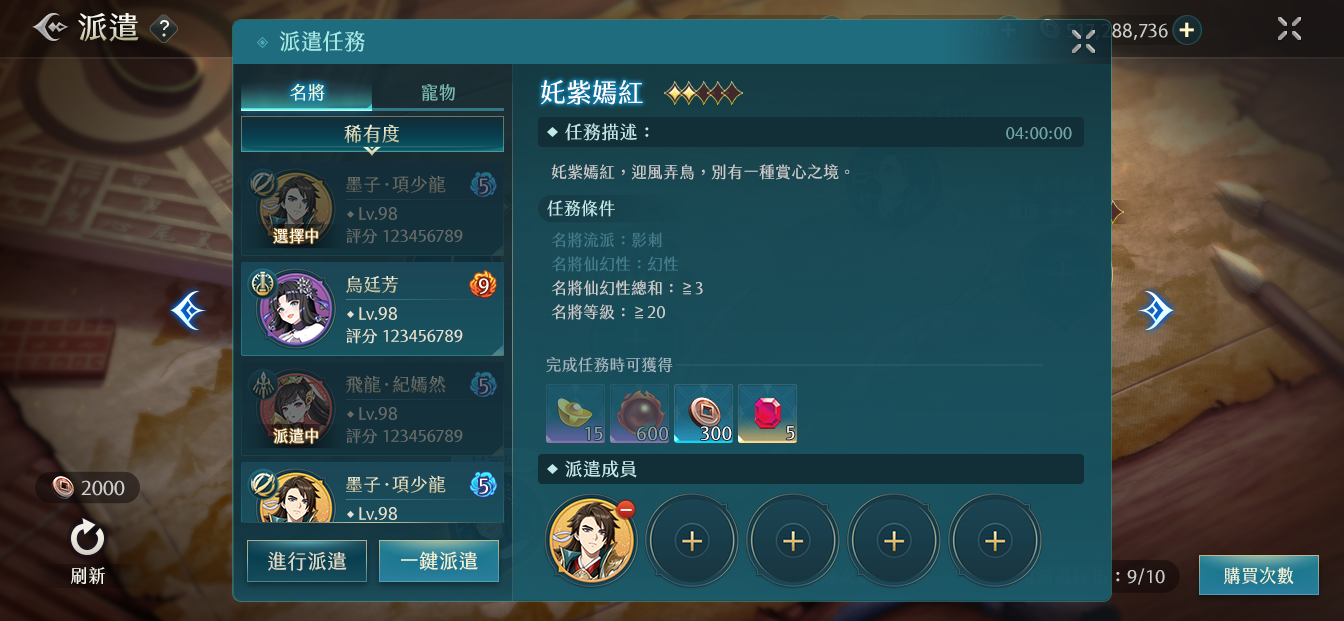 派遣 ?
288,736
派遣任務
名將 寵物
稀有度
墨子·項少龍 5
Lv.98
評分 123456789
選擇中
烏廷芳 9
Lv.98
評分 123456789
飛龍·紀嫣然 5
Lv.98
評分 123456789
派遣中
墨子·項少龍 5
Lv.98
進行派遣 一鍵派遣
奼紫嫣紅
任務描述： 04:00:00
奼紫嫣紅，迎風弄鳥，別有一種賞心之境。
任務條件
名將流派：影刺
名將仙幻性：幻性
名將仙幻性總和：≧3
名將等級：≧20
完成任務時可獲得
15 600 300 5
派遣成員
2000
刷新
：9/10
購買次數